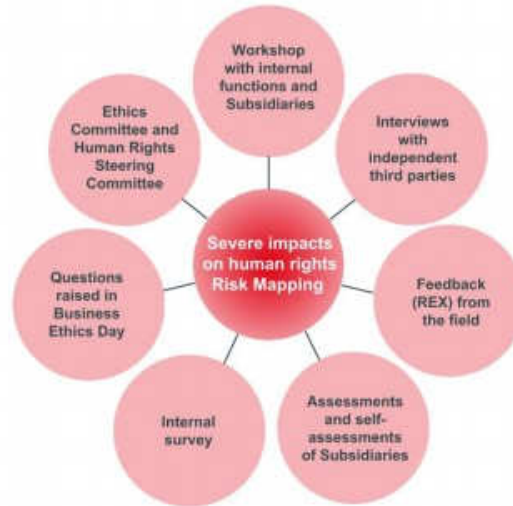 Workshop
with internal
functions and
Subsidiaries
Interviews
with
independent
third parties
Feedback
(REX) from
the field
Assessments
and self-
assessments
of Subsidiaries
Internal
survey
Questions
raised in
Business
Ethics Day
Ethics
Committee and
Human Rights
Steering
Committee
Severe impacts
on human rights
Risk Mapping